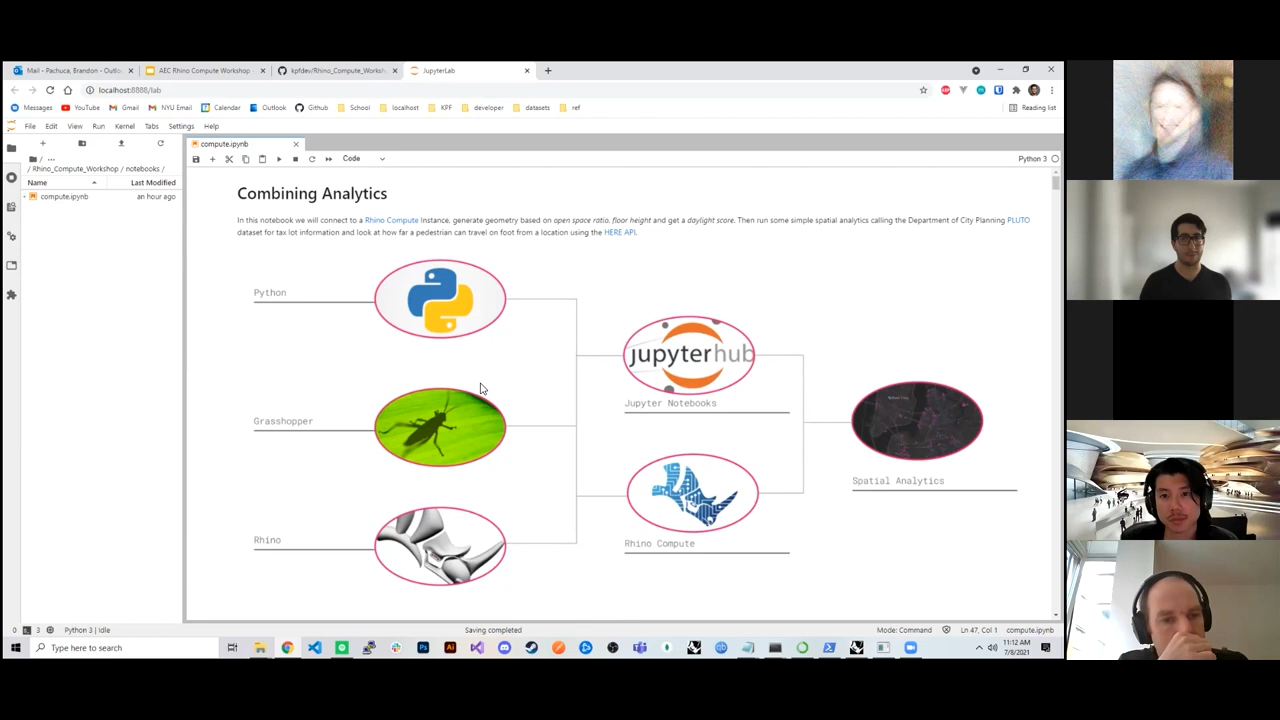 Mail - Pachuca, Brandon - Outlo
AEC Rhino Compute Workshop
kpfdev/Rhino_Compute_Worksh
JupyterLab
localhost:8888/lab
Messages YouTube Gmail NYU Email Calendar Outlook Github School localhost KPF developer datasets ref Reading list
File Edit View Run Kernel Tabs Settings Help
compute.ipynb
Code
Python 3
/ ...
/ Rhino_Compute_Workshop / notebooks /
Name Last Modified
compute.ipynb an hour ago
Combining Analytics
In this notebook we will connect to a Rhino Compute Instance, generate geometry based on open space ratio, floor height and get a daylight score. Then run some simple spatial analytics calling the Department of City Planning PLUTO
dataset for tax lot information and look at how far a pedestrian can travel on foot from a location using the HERE API.
Python
jupyterhub
Jupyter Notebooks
Grasshopper
Spatial Analytics
Rhino
Rhino Compute
0 3 Python 3 | Idle Saving completed Mode: Command Ln 47, Col 1 compute.ipynb
Type here to search
11:12 AM
7/8/2021